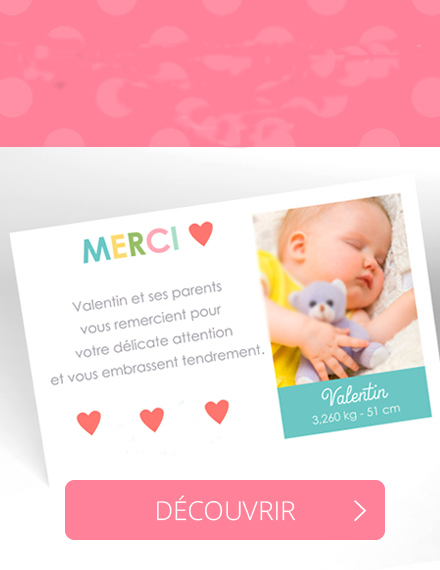 MERCI
Valentin et ses parents
vous remercient pour
votre délicate attention
et vous embrassent tendrement.
Valentin
3,260 kg - 51 cm
DÉCOUVRIR